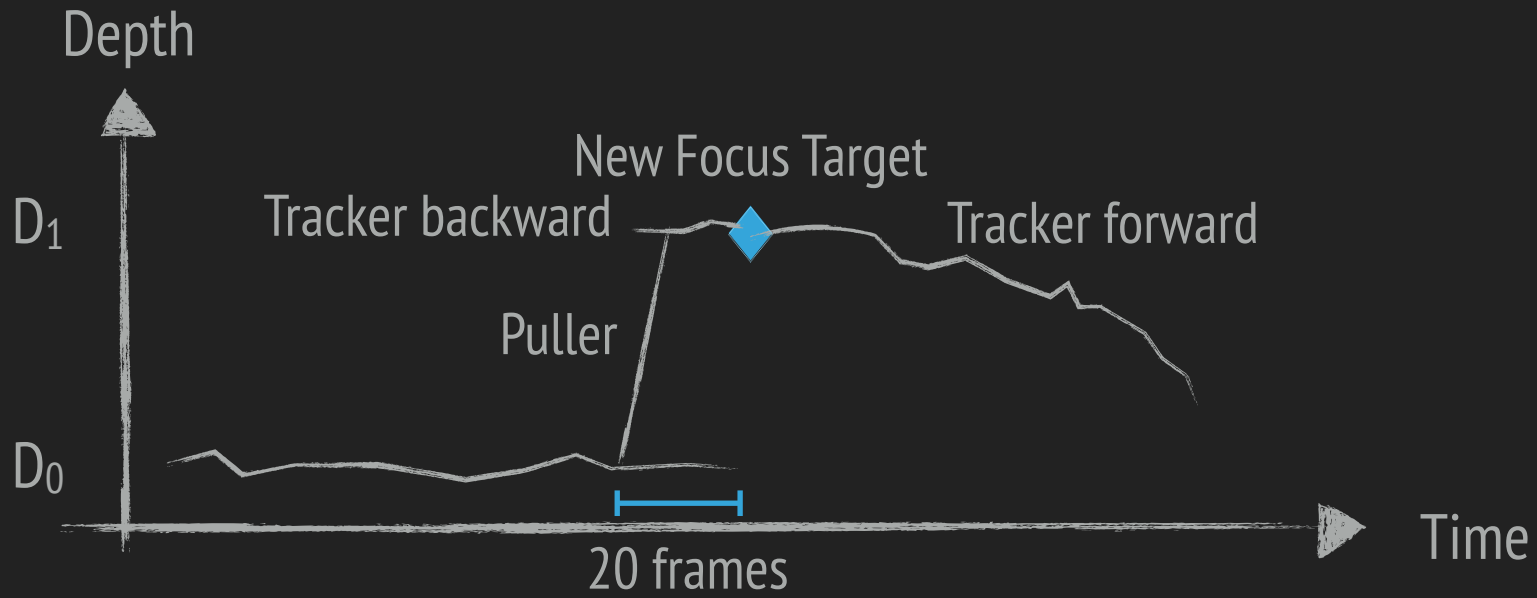 Depth
New Focus Target
Tracker backward
Tracker forward
D₁
Puller
D₀
20 frames
Time